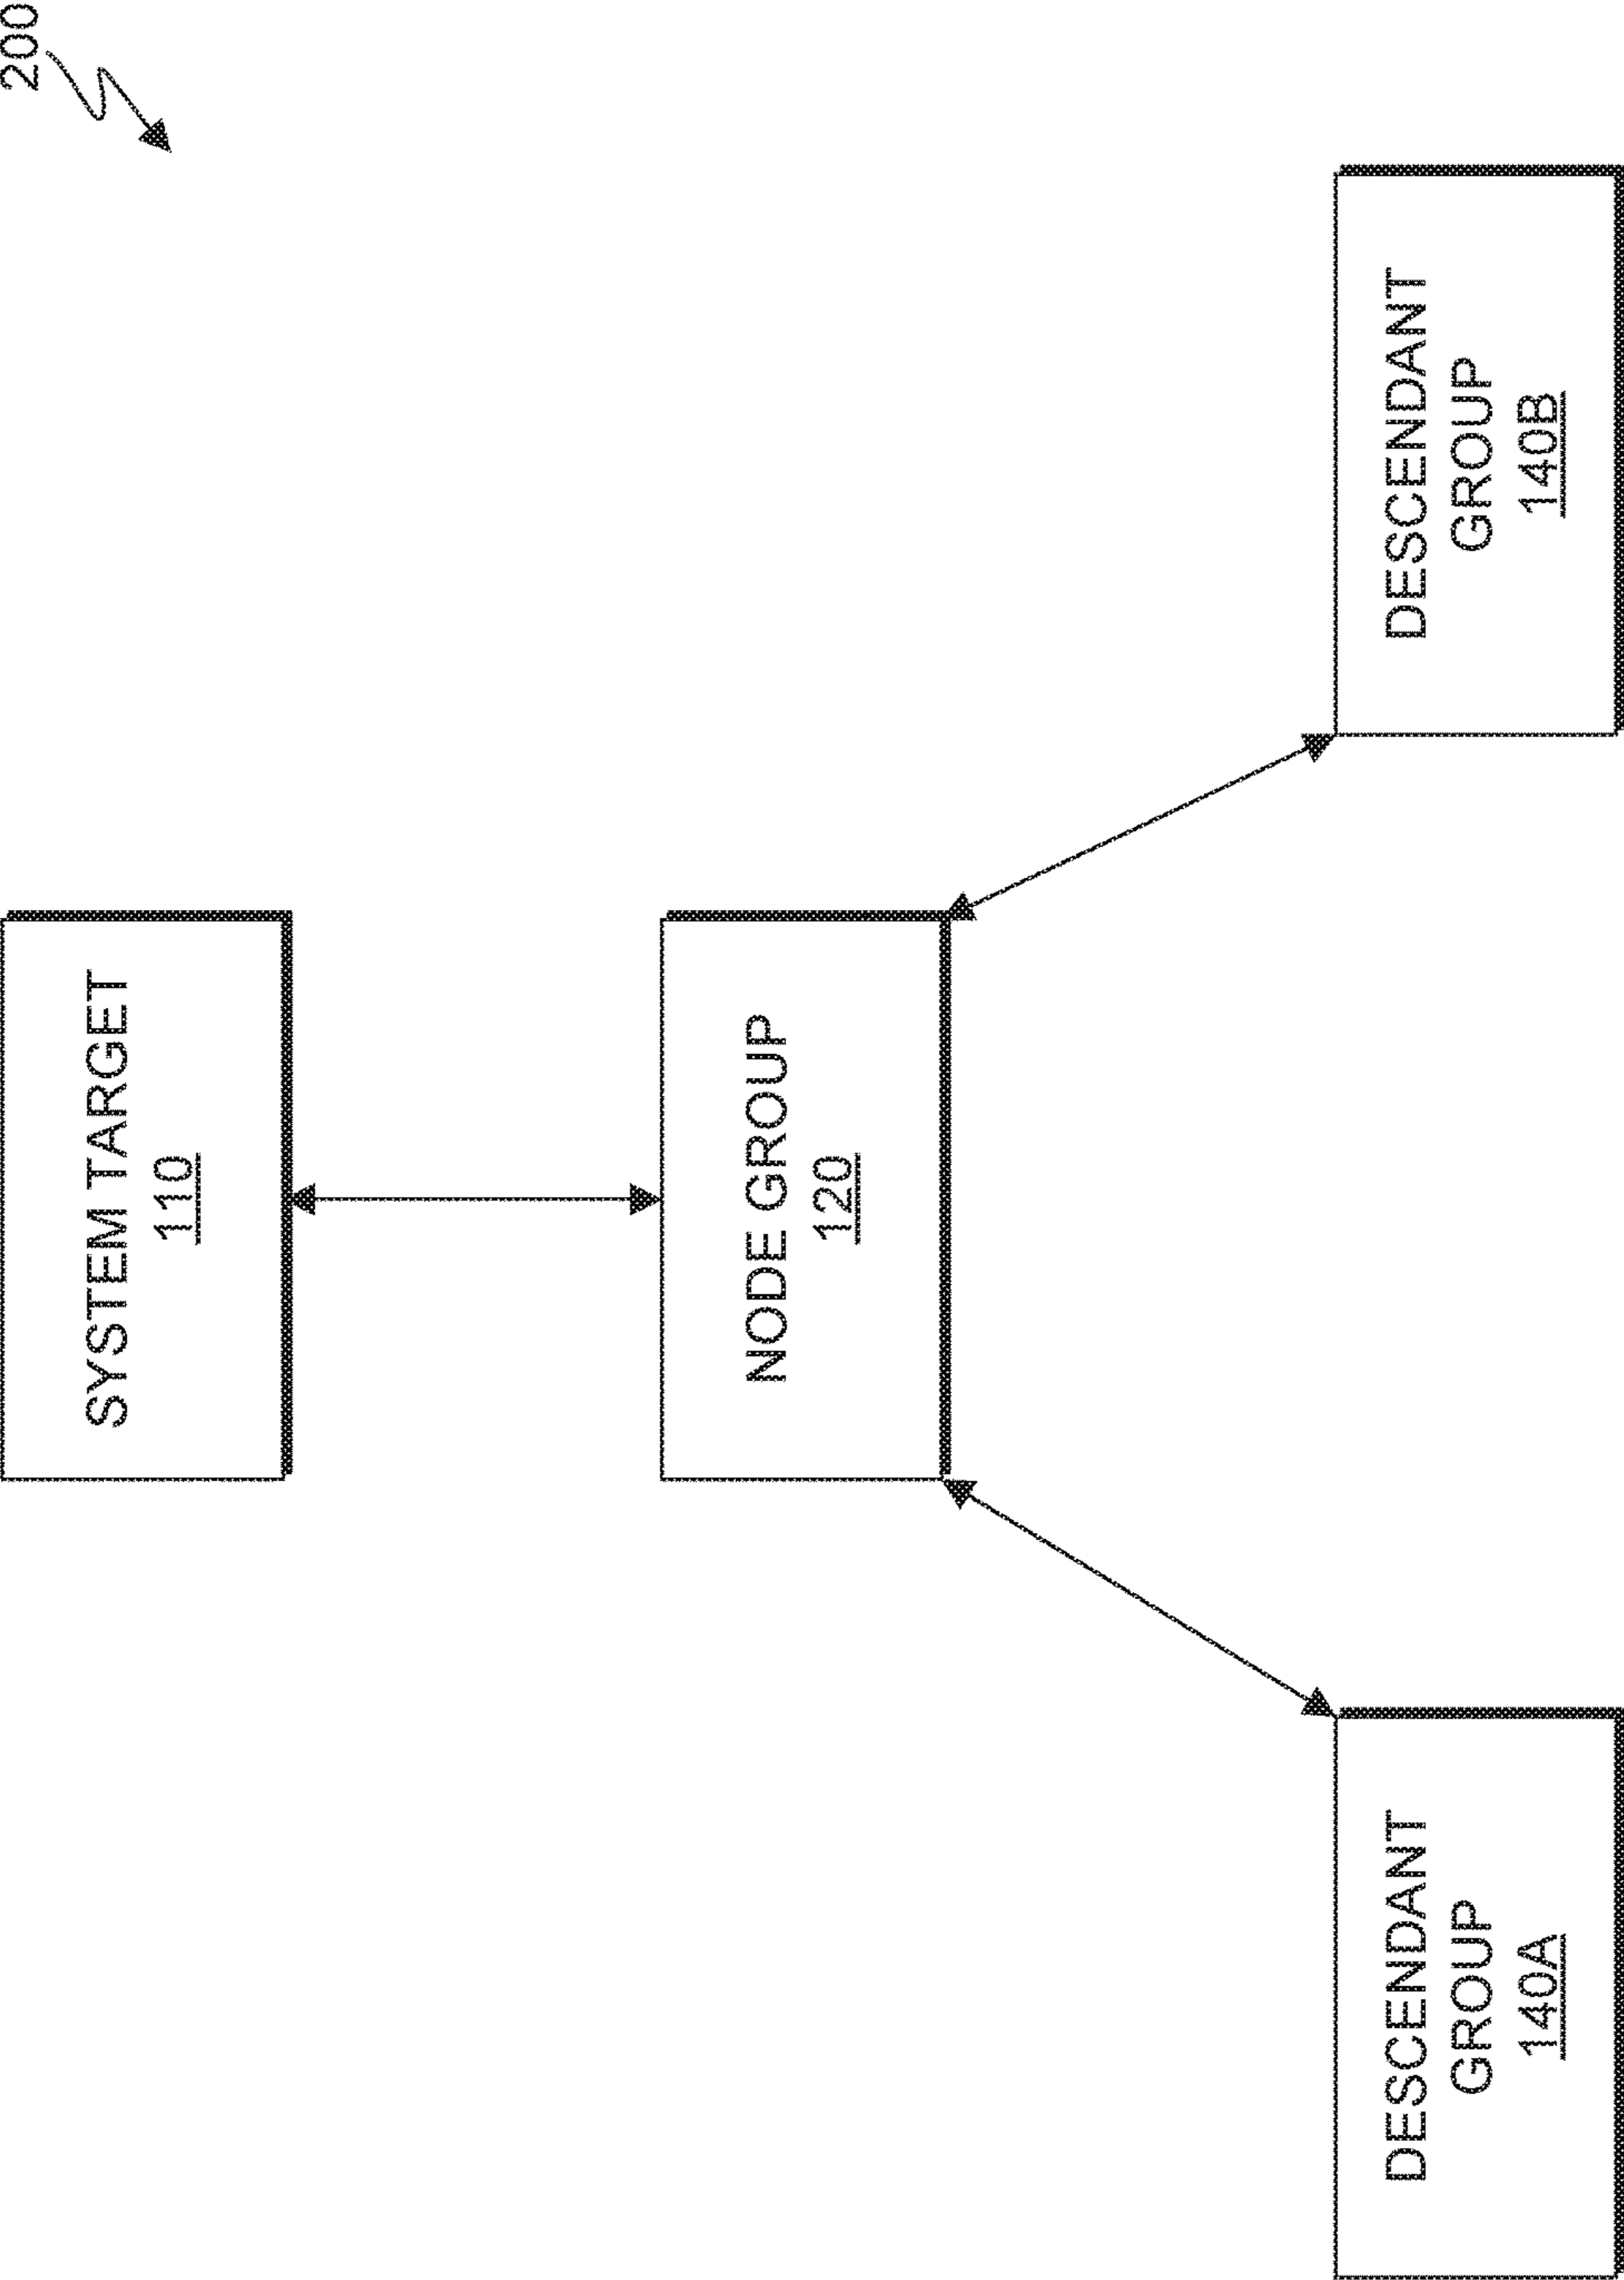 200
SYSTEM TARGET
110
NODE GROUP
120
DESCENDANT
GROUP
140A
DESCENDANT
GROUP
140B